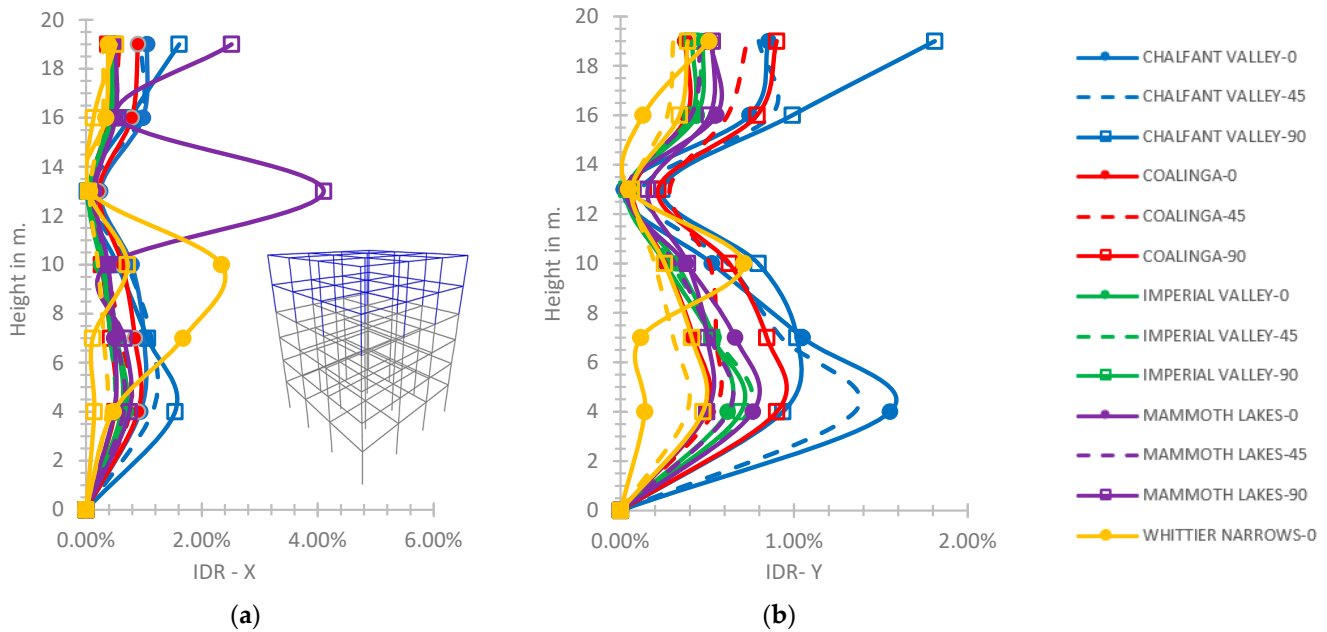 (a)
(b)
Height in m.
20
18
16
14
12
10
8
6
4
2
0
0.00%
2.00%
4.00%
6.00%
IDR - X
Height in m.
20
18
16
14
12
10
8
6
4
2
0
0.00%
1.00%
2.00%
IDR- Y
CHALFANT VALLEY-0
CHALFANT VALLEY-45
CHALFANT VALLEY-90
COALINGA-0
COALINGA-45
COALINGA-90
IMPERIAL VALLEY-0
IMPERIAL VALLEY-45
IMPERIAL VALLEY-90
MAMMOTH LAKES-0
MAMMOTH LAKES-45
MAMMOTH LAKES-90
WHITTIER NARROWS-0
(a)
(b)